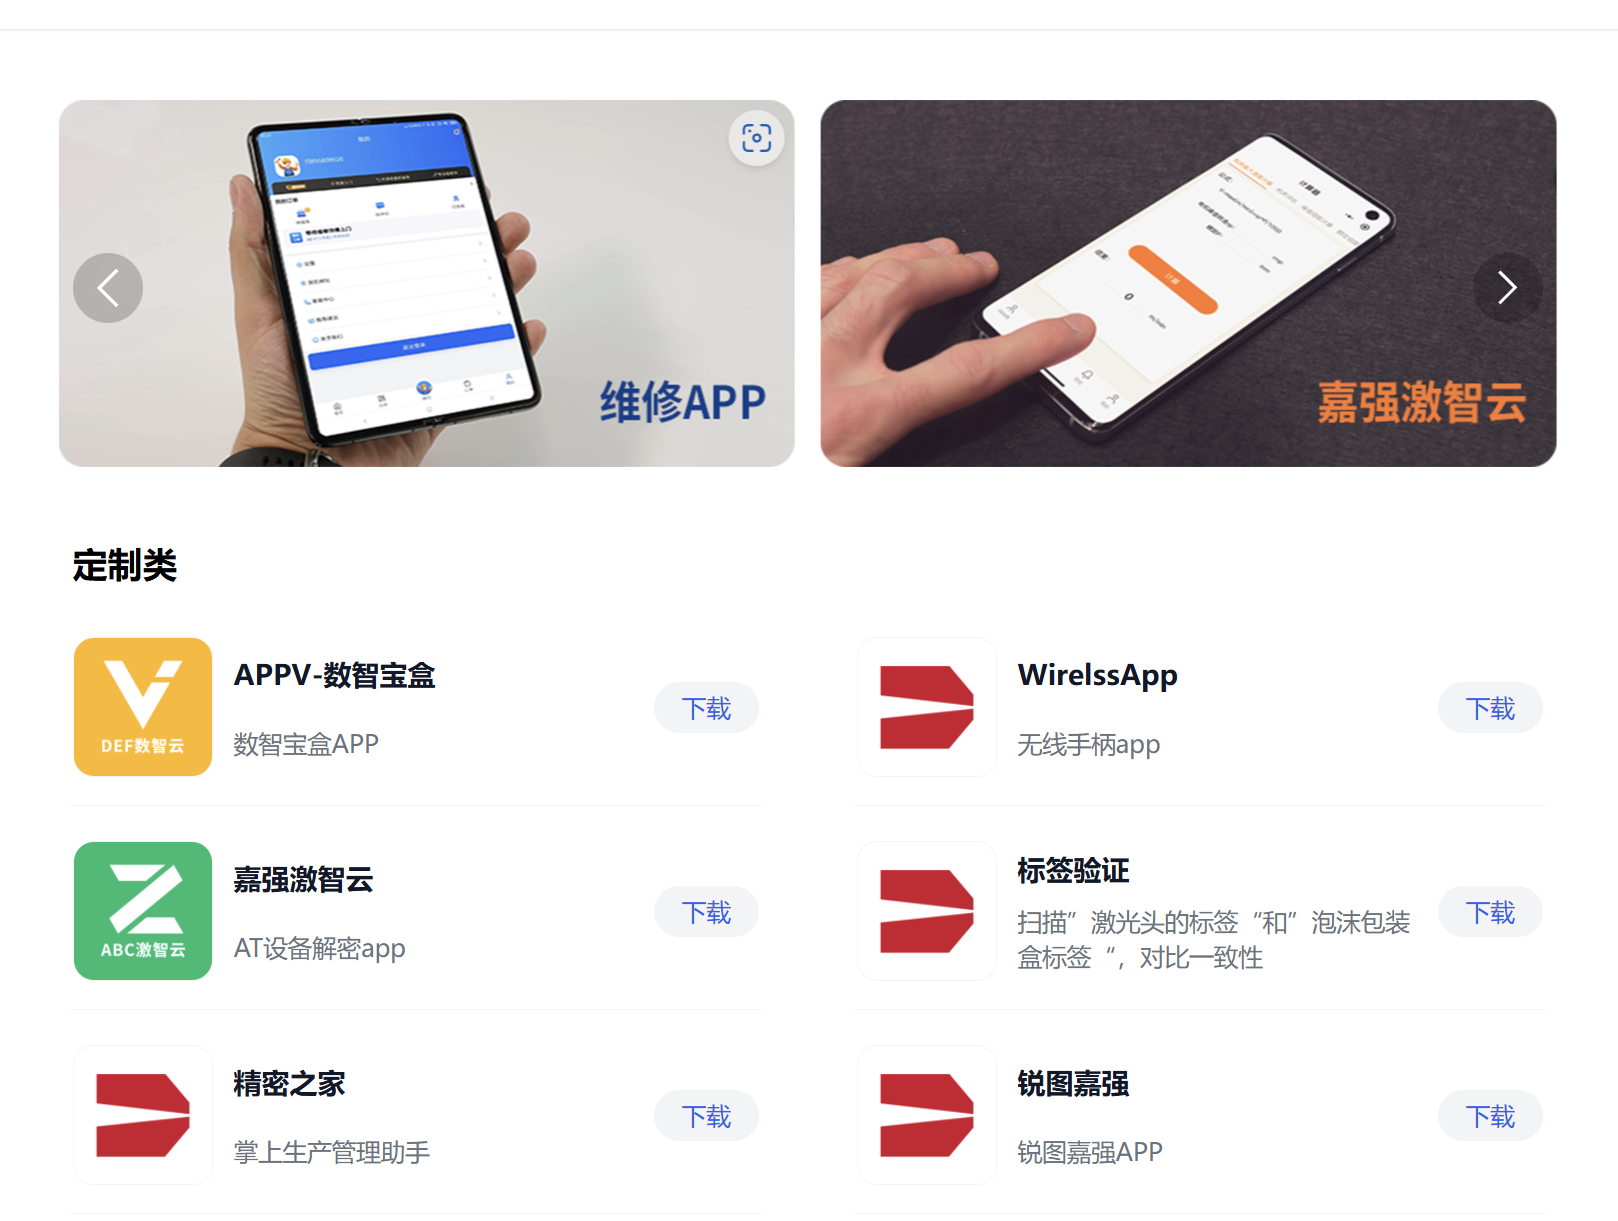 维修APP
计算器
计算
0
嘉强激智云
定制类
DEF数智云
APPV-数智宝盒
数智宝盒APP
下载
WirelssApp
无线手柄app
下载
ABC激智云
嘉强激智云
AT设备解密app
下载
标签验证
扫描”激光头的标签“和”泡沫包装
盒标签“，对比一致性
下载
精密之家
掌上生产管理助手
下载
锐图嘉强
锐图嘉强APP
下载